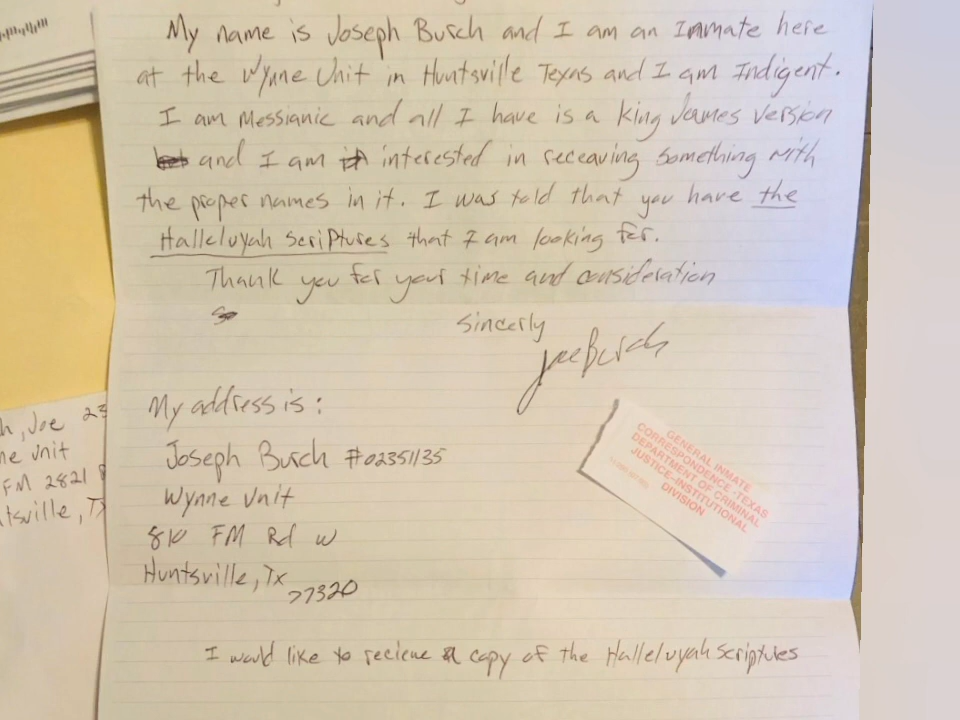 My name is Joseph Burch and I am an Inmate here
at the Wynne Unit in Huntsville Texas and I am Indigent.
I am Messianic and all I have is a King James Version
and I am interested in receaving something with
the proper names in it. I was told that you have the
Halleluyah Scriptures that I am looking for.
Thank you for your time and consideration
Sincerly
Joe Burch
My address is:
Joseph Burch #02351135
Wynne Unit
810 FM Rd W
Huntsville, Tx
77320
I would like to recieve a copy of the Halleluyah Scriptures
GENERAL INMATE
CORRESPONDENCE -TEXAS
DEPARTMENT OF CRIMINAL
JUSTICE-INSTITUTIONAL
DIVISION
h, Joe 23
ne Unit
FM 2821
tsville, TX